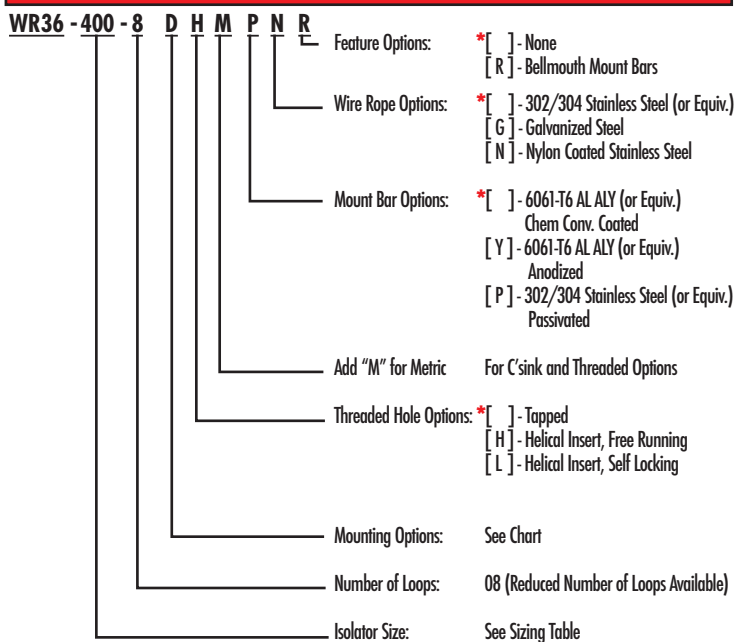 WR36 - 400 - 8 D H M P N R
Feature Options: *[ ] - None
[ R ] - Bellmouth Mount Bars
Wire Rope Options: *[ ] - 302/304 Stainless Steel (or Equiv.)
[ G ] - Galvanized Steel
[ N ] - Nylon Coated Stainless Steel
Mount Bar Options: *[ ] - 6061-T6 AL ALY (or Equiv.)
Chem Conv. Coated
[ Y ] - 6061-T6 AL ALY (or Equiv.)
Anodized
[ P ] - 302/304 Stainless Steel (or Equiv.)
Passivated
Add “M” for Metric For C'sink and Threaded Options
Threaded Hole Options: *[ ] - Tapped
[ H ] - Helical Insert, Free Running
[ L ] - Helical Insert, Self Locking
Mounting Options: See Chart
Number of Loops: 08 (Reduced Number of Loops Available)
Isolator Size: See Sizing Table